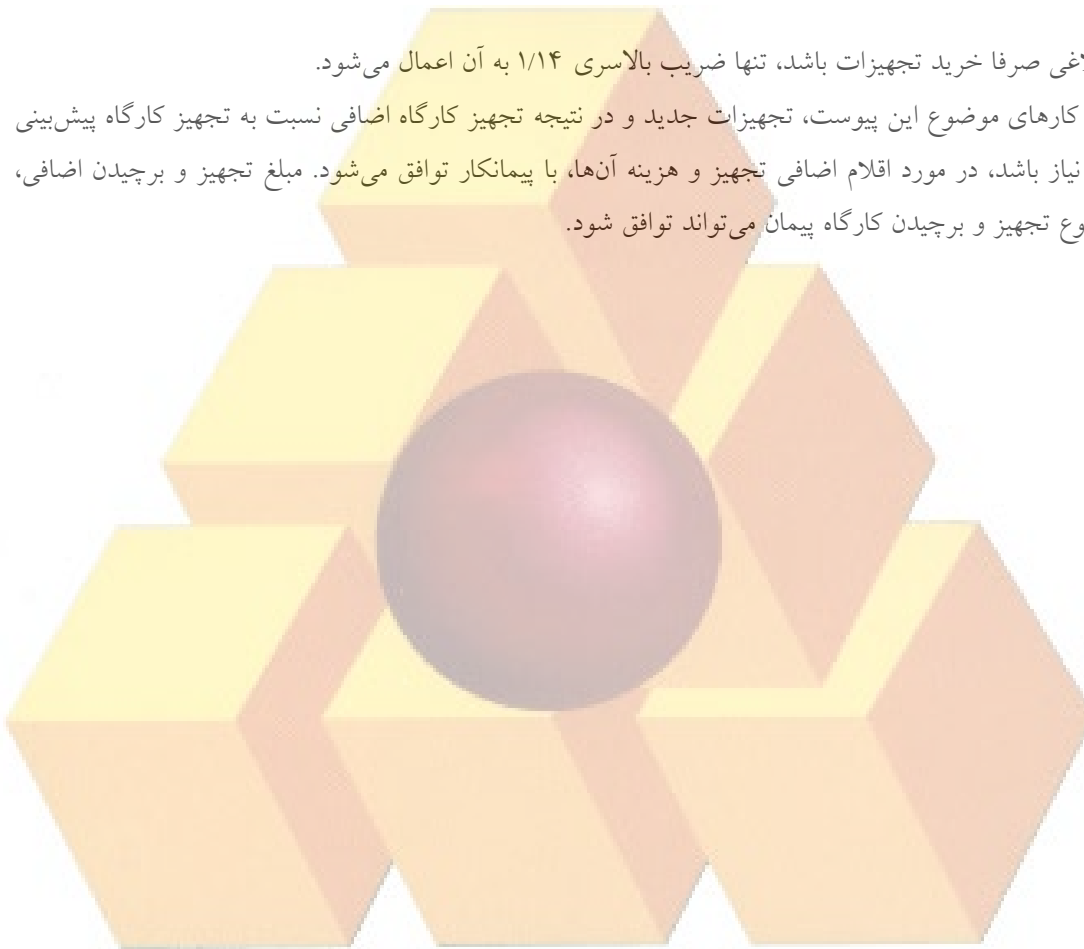 صرفا خرید تجهیزات باشد، تنها ضریب بالاسری ۱/۱۴ به آن اعمال می‌شود.
کارهای موضوع این پیوست، تجهیزات جدید و در نتیجه تجهیز کارگاه اضافی نسبت به تجهیز کارگاه پیش‌بینی
نیاز باشد، در مورد اقلام اضافی تجهیز و هزینه آن‌ها، با پیمانکار توافق می‌شود. مبلغ تجهیز و برچیدن اضافی،
تجهیز و برچیدن کارگاه پیمان می‌تواند توافق شود.